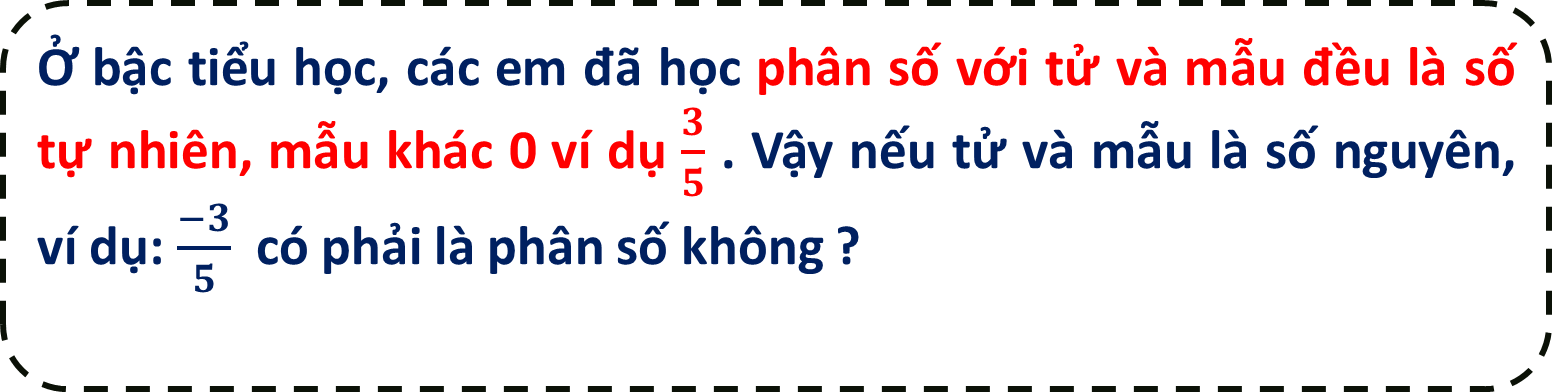 Ở bậc tiểu học, các em đã học phân số với tử và mẫu đều là số
tự nhiên, mẫu khác 0 ví dụ 3/5 . Vậy nếu tử và mẫu là số nguyên,
ví dụ: −3/5 có phải là phân số không ?